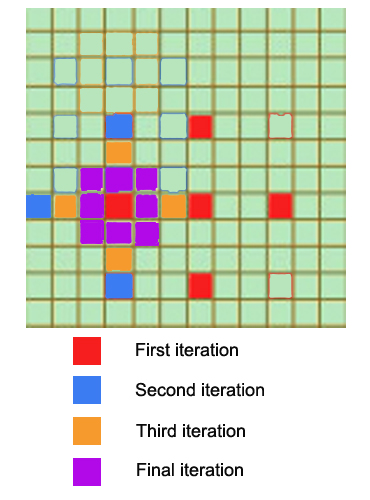 First iteration
Second iteration
Third iteration
Final iteration